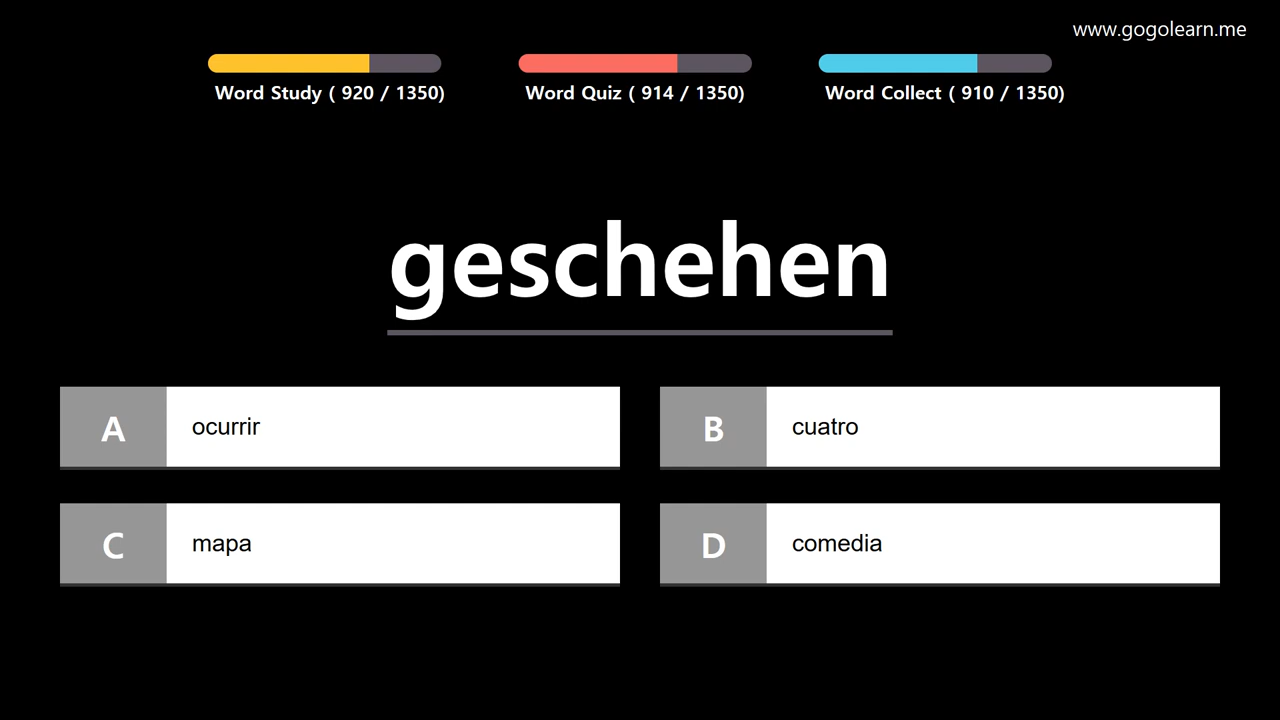 www.gogolearn.me
Word Study ( 920 / 1350)
Word Quiz ( 914 / 1350)
Word Collect ( 910 / 1350)
geschehen
A ocurrir
B cuatro
C mapa
D comedia